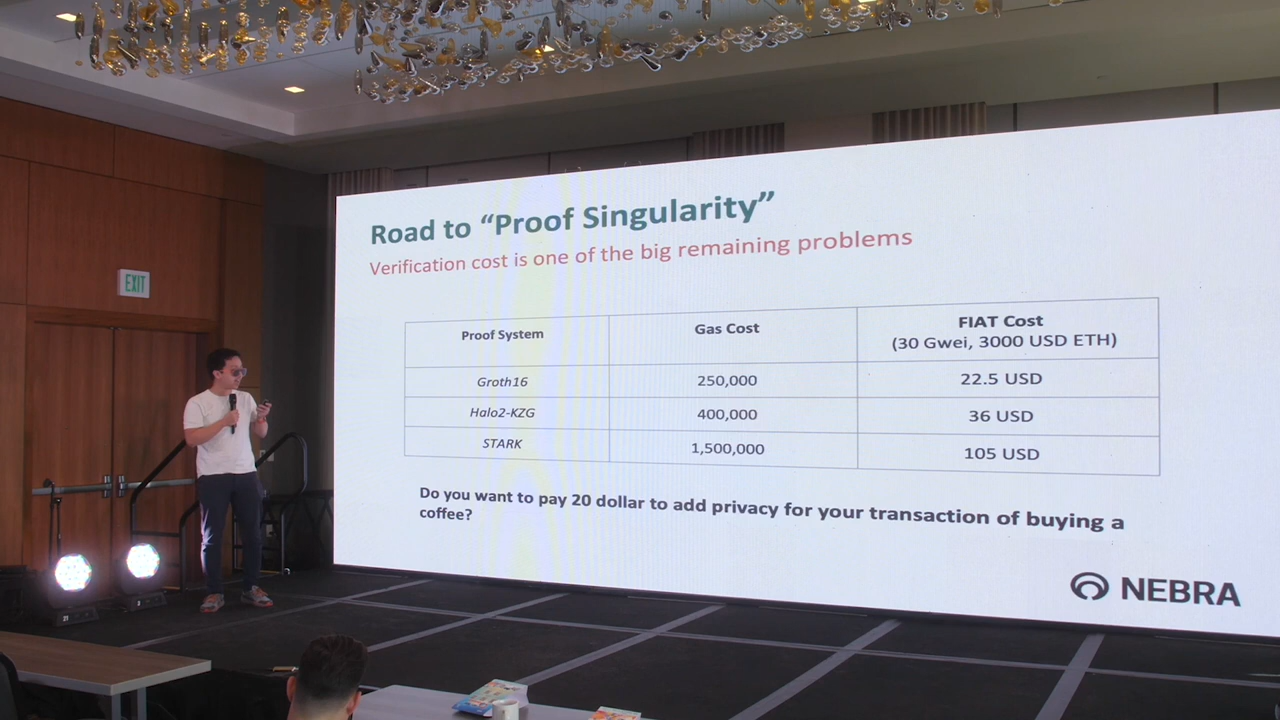 EXIT
Road to “Proof Singularity”
Verification cost is one of the big remaining problems
Proof System Gas Cost FIAT Cost
(30 Gwei, 3000 USD ETH)
Groth16 250,000 22.5 USD
Halo2-KZG 400,000 36 USD
STARK 1,500,000 105 USD
Do you want to pay 20 dollar to add privacy for your transaction of buying a
coffee?
NEBRA